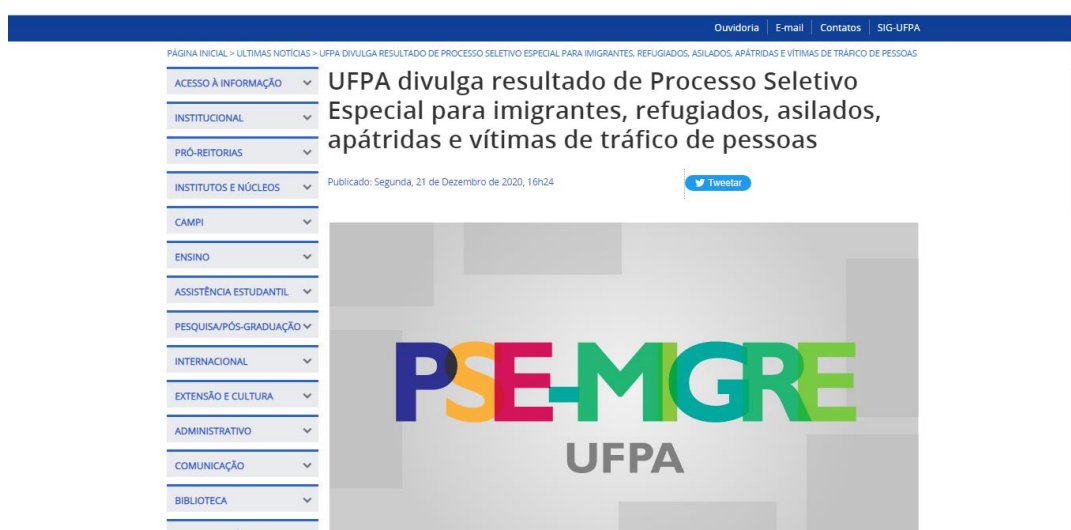 Ouvidoria E-mail Contatos SIG-UFPA
PÁGINA INICIAL > ULTIMAS NOTÍCIAS > UFPA DIVULGA RESULTADO DE PROCESSO SELETIVO ESPECIAL PARA IMIGRANTES, REFUGIADOS, ASILADOS, APÁTRIDAS E VÍTIMAS DE TRÁFICO DE PESSOAS
ACESSO À INFORMAÇÃO
INSTITUCIONAL
PRÓ-REITORIAS
INSTITUTOS E NÚCLEOS
CAMPI
ENSINO
ASSISTÊNCIA ESTUDANTIL
PESQUISA/PÓS-GRADUAÇÃO
INTERNACIONAL
EXTENSÃO E CULTURA
ADMINISTRATIVO
COMUNICAÇÃO
BIBLIOTECA
UFPA divulga resultado de Processo Seletivo
Especial para imigrantes, refugiados, asilados,
apátridas e vítimas de tráfico de pessoas
Publicado: Segunda, 21 de Dezembro de 2020, 16h24
Tweetar
PSE-MIGRE
UFPA